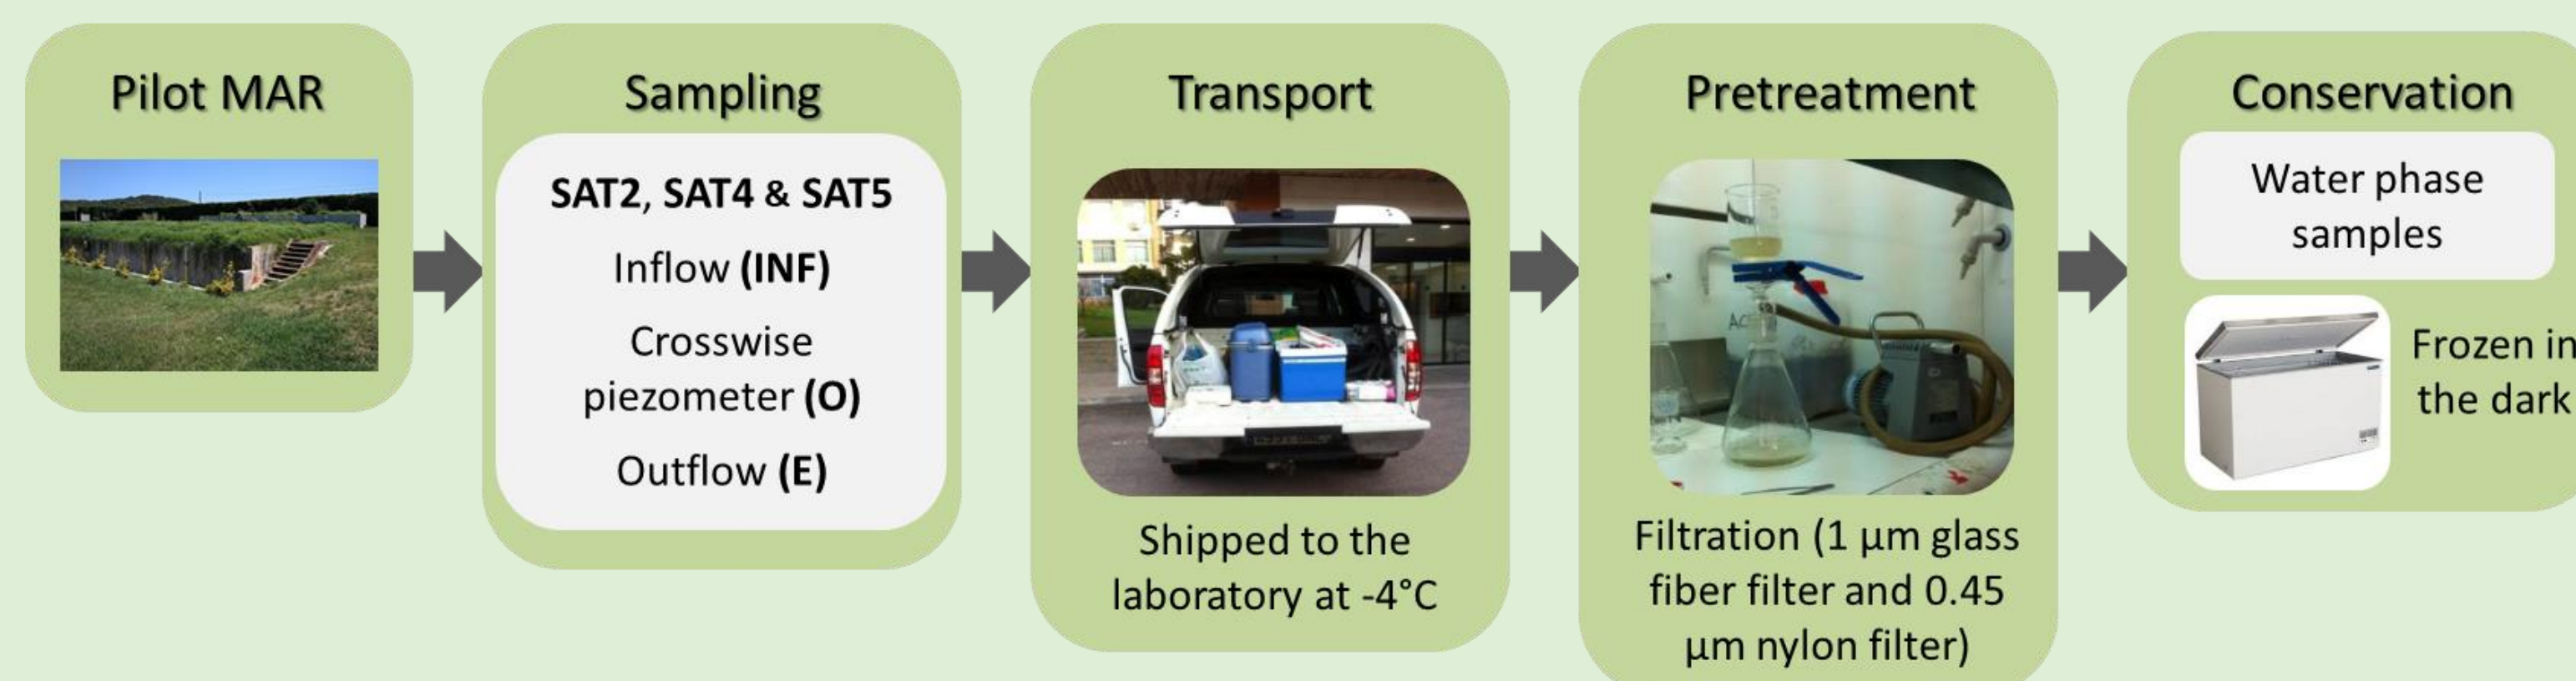 Pilot MAR
Sampling
SAT2, SAT4 & SAT5
Inflow (INF)
Crosswise
piezometer (O)
Outflow (E)
Transport
Shipped to the
laboratory at -4°C
Pretreatment
Filtration (1 µm glass
fiber filter and 0.45
µm nylon filter)
Conservation
Water phase
samples
Frozen in
the dark